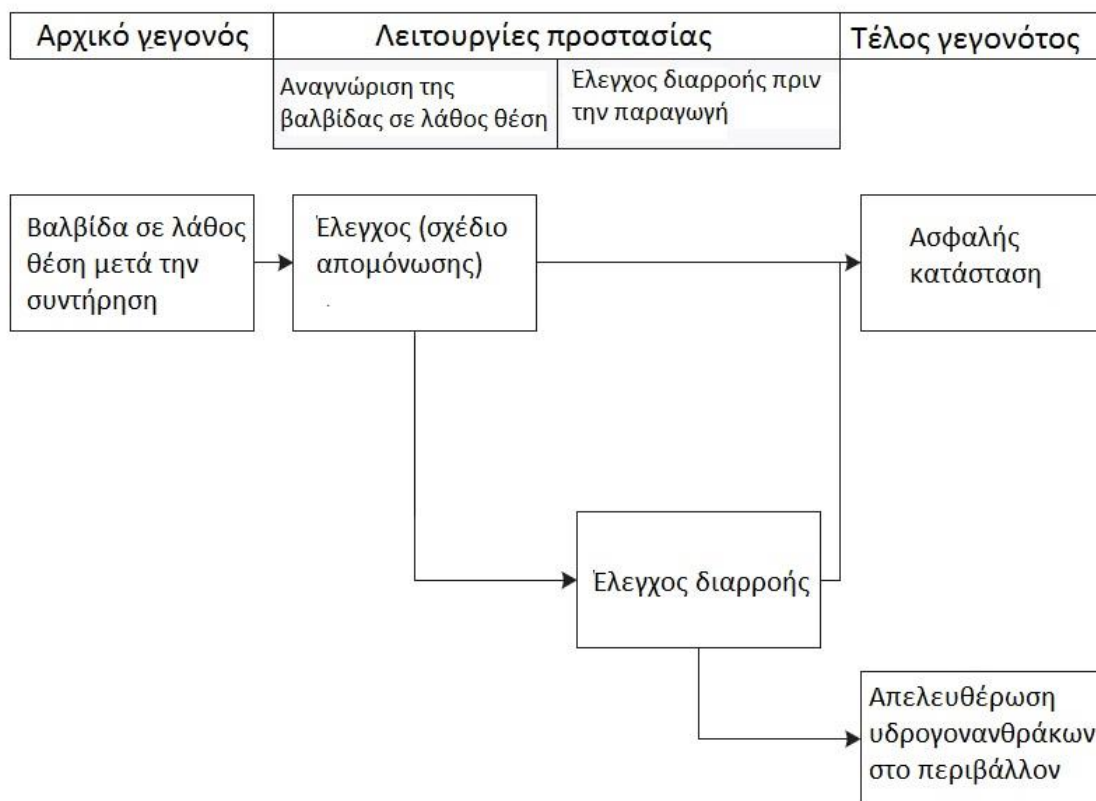 Αρχικό γεγονός
Λειτουργίες προστασίας
Τέλος γεγονότος
Αναγνώριση της
βαλβίδας σε λάθος θέση
Έλεγχος διαρροής πριν
την παραγωγή
Βαλβίδα σε λάθος
θέση μετά την
συντήρηση
Έλεγχος (σχέδιο
απομόνωσης)
Ασφαλής
κατάσταση
Έλεγχος διαρροής
Απελευθέρωση
υδρογονανθράκων
στο περιβάλλον